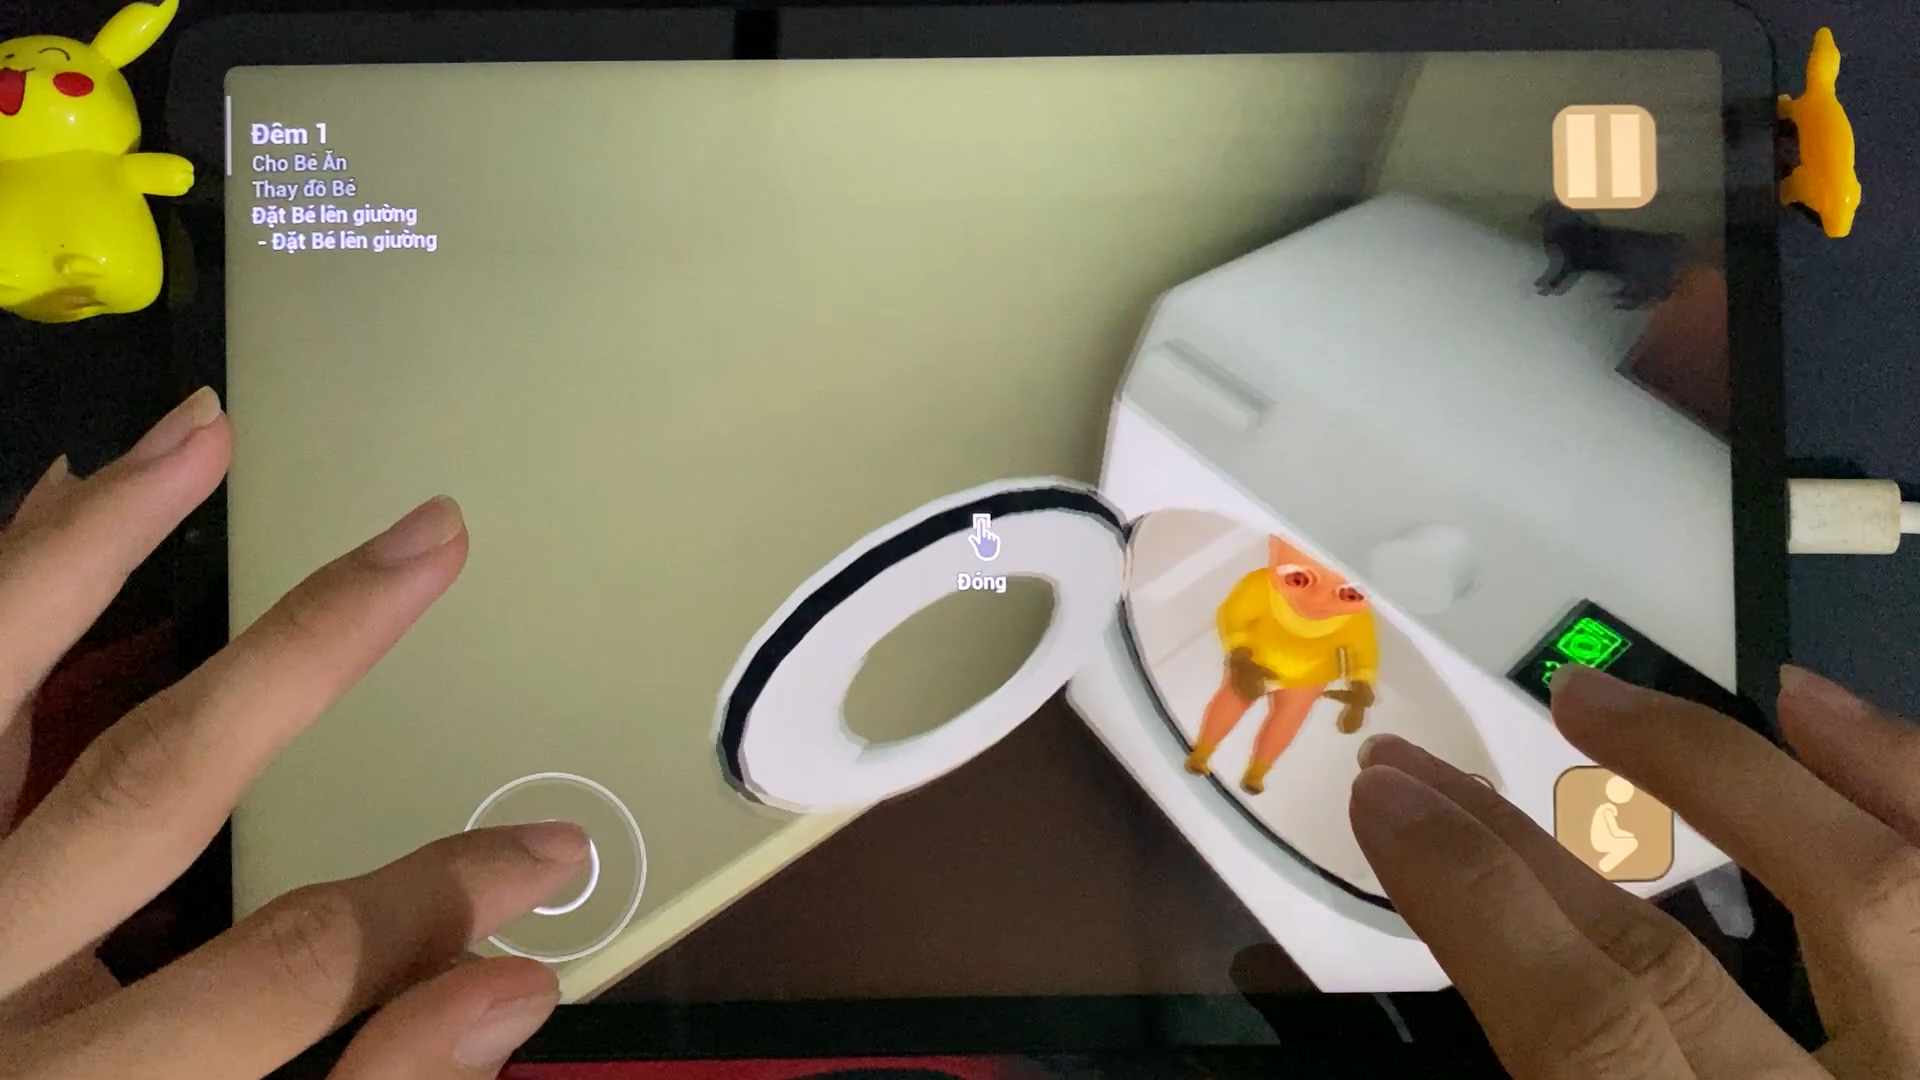 Đêm 1
Cho Bé Ăn
Thay đồ Bé
Đặt Bé lên giường
- Đặt Bé lên giường
Đóng